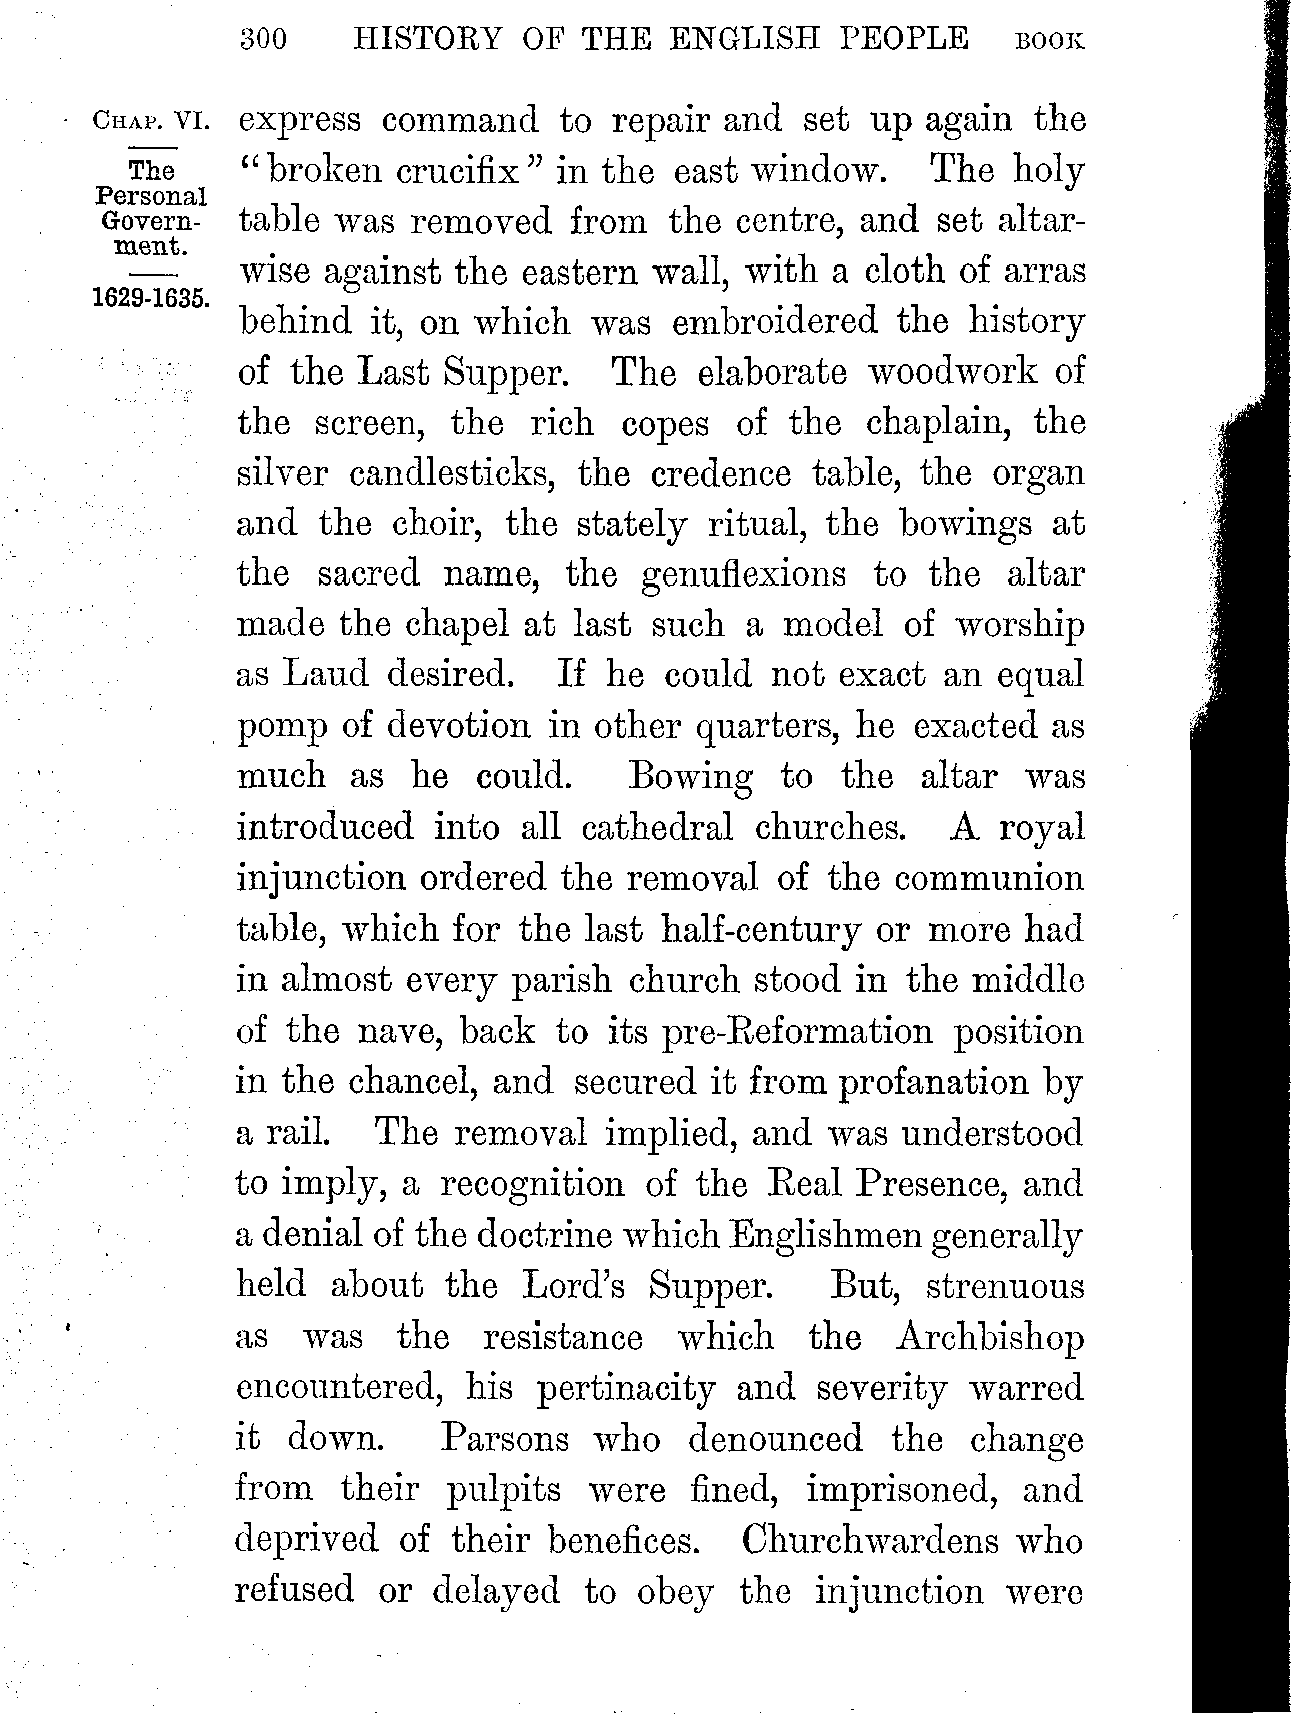 300 HISTORY OF THE ENGLISH PEOPLE BOOK
CHAP. VI.
The
Personal
Govern-
ment.
1629-1635.
express command to repair and set up again the
“broken crucifix” in the east window. The holy
table was removed from the centre, and set altar-
wise against the eastern wall, with a cloth of arras
behind it, on which was embroidered the history
of the Last Supper. The elaborate woodwork of
the screen, the rich copes of the chaplain, the
silver candlesticks, the credence table, the organ
and the choir, the stately ritual, the bowings at
the sacred name, the genuflexions to the altar
made the chapel at last such a model of worship
as Laud desired. If he could not exact an equal
pomp of devotion in other quarters, he exacted as
much as he could. Bowing to the altar was
introduced into all cathedral churches. A royal
injunction ordered the removal of the communion
table, which for the last half-century or more had
in almost every parish church stood in the middle
of the nave, back to its pre-Reformation position
in the chancel, and secured it from profanation by
a rail. The removal implied, and was understood
to imply, a recognition of the Real Presence, and
a denial of the doctrine which Englishmen generally
held about the Lord's Supper. But, strenuous
as was the resistance which the Archbishop
encountered, his pertinacity and severity warred
it down. Parsons who denounced the change
from their pulpits were fined, imprisoned, and
deprived of their benefices. Churchwardens who
refused or delayed to obey the injunction were